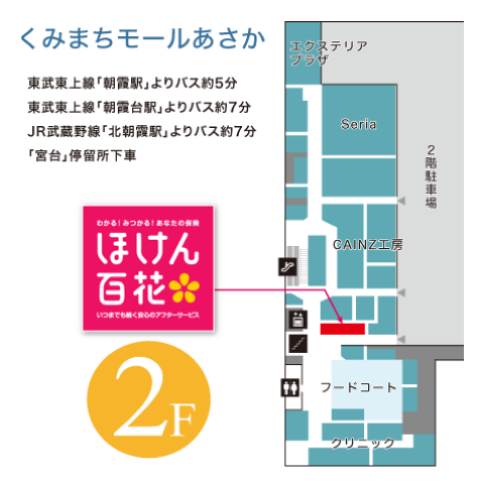 くみまちモールあさか
東武東上線「朝霞駅」よりバス約5分
東武東上線「朝霞台駅」よりバス約7分
JR武蔵野線「北朝霞駅」よりバス約7分
「宮台」停留所下車
わかる！みつかる！あなたの保険
ほけん
百花
いつまでも続く安心のアフターサービス
2F
エクステリア
プラザ
Seria
2階駐車場
CAINZ工房
フードコート
クリニック